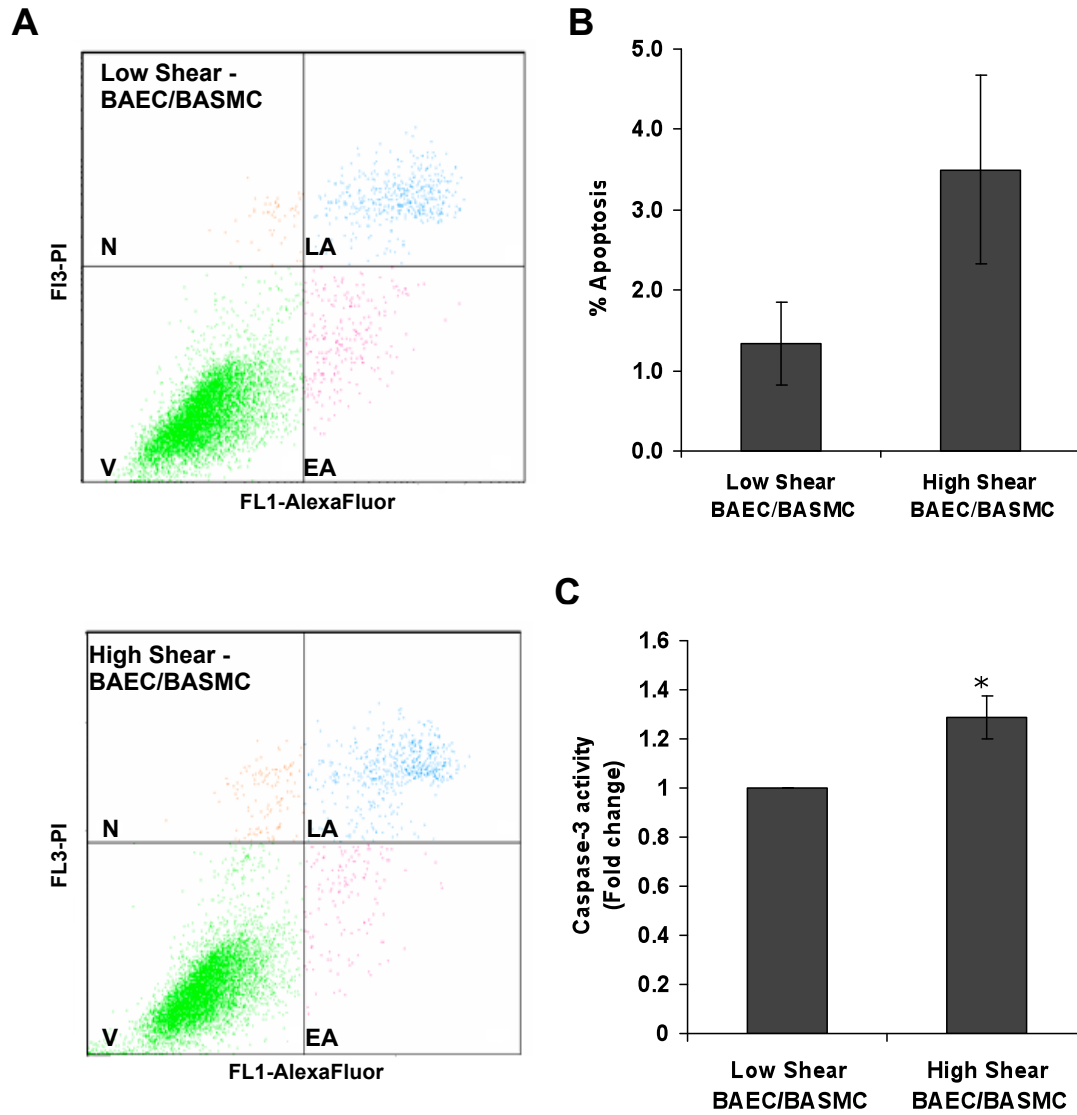 A
Low Shear -
BAEC/BASMC
N
LA
V
EA
Fl3-PI
FL1-AlexaFluor
High Shear -
BAEC/BASMC
N
LA
V
EA
FL3-PI
FL1-AlexaFluor
B
5.0
4.0
3.0
2.0
1.0
0.0
% Apoptosis
Low Shear
BAEC/BASMC
High Shear
BAEC/BASMC
C
1.6
1.4
1.2
1
0.8
0.6
0.4
0.2
0
Caspase-3 activity
(Fold change)
*
Low Shear
BAEC/BASMC
High Shear
BAEC/BASMC